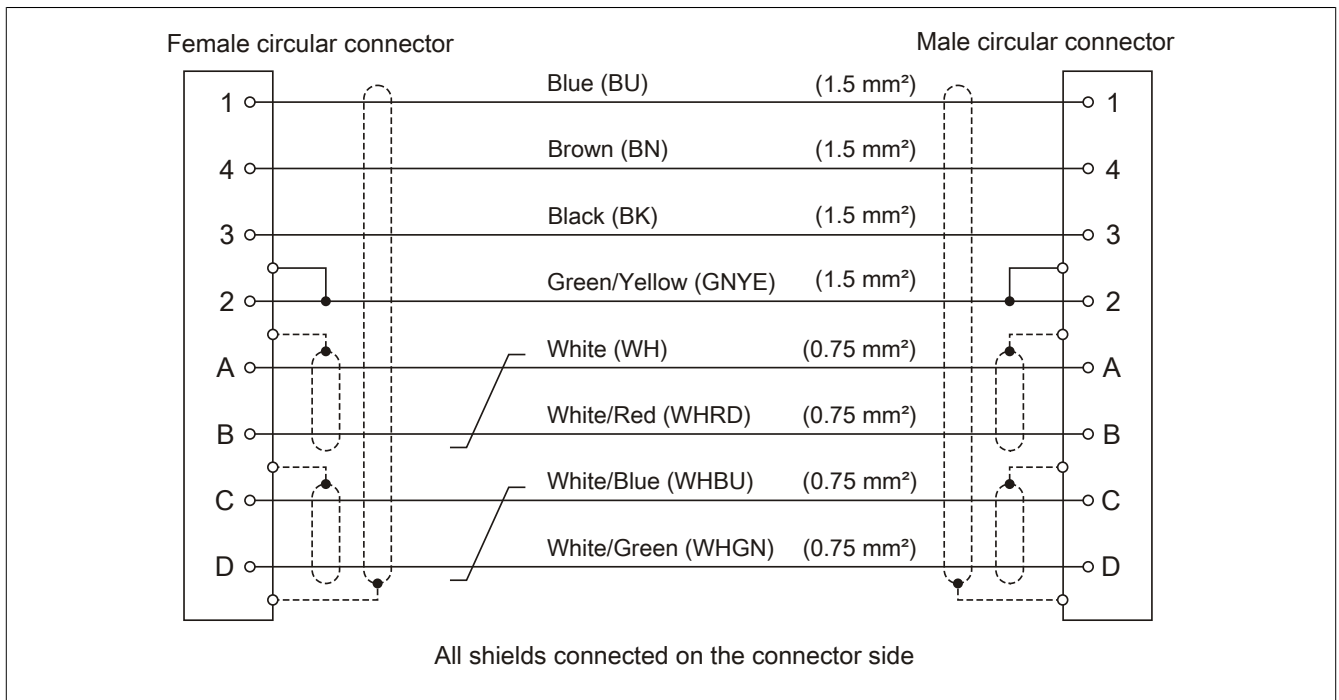 Female circular connector
Male circular connector
1 Blue (BU) (1.5 mm²) 1
4 Brown (BN) (1.5 mm²) 4
3 Black (BK) (1.5 mm²) 3
2 Green/Yellow (GNYE) (1.5 mm²) 2
A White (WH) (0.75 mm²) A
B White/Red (WHRD) (0.75 mm²) B
C White/Blue (WHBU) (0.75 mm²) C
D White/Green (WHGN) (0.75 mm²) D
All shields connected on the connector side